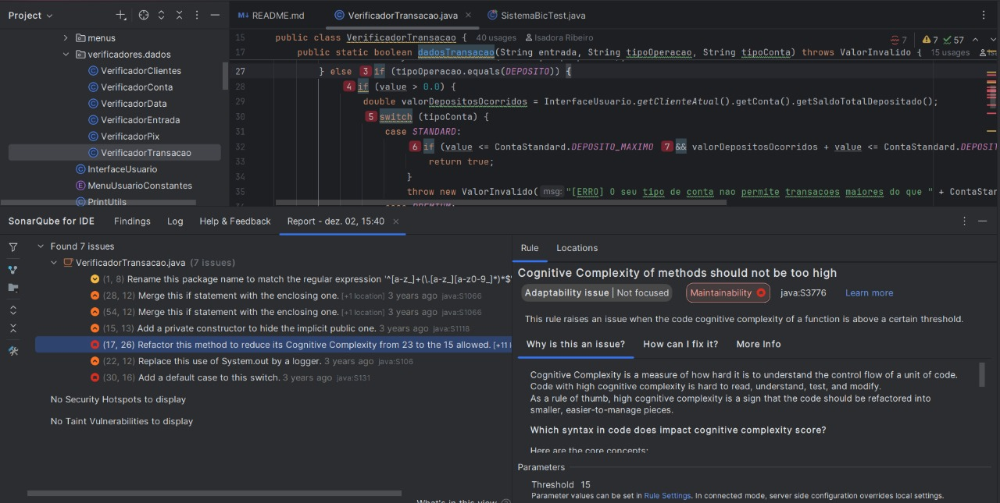 Project
README.md
VerificadorTransacao.java
SistemaBicTest.java
menus
verificadores.dados
VerificadorClientes
VerificadorConta
VerificadorData
VerificadorEntrada
VerificadorPix
VerificadorTransacao
InterfaceUsuario
MenuUsuarioConstantes
PrintUtils
15 public class VerificadorTransacao { 40 usages Isadora Ribeiro
7 7 57
17 public static boolean dadosTransacao(String entrada, String tipoOperacao, String tipoConta) throws ValorInvalido { 15 usages
27 } else 3 if (tipoOperacao.equals(DEPOSITO)) {
28 4 if (value > 0.0) {
29 double valorDepositosOcorridos = InterfaceUsuario.getClienteAtual().getConta().getSaldoTotalDepositado();
30 5 switch (tipoConta) {
31 case STANDARD:
32 6 if (value <= ContaStandard.DEPOSITO_MAXIMO 7 && valorDepositosOcorridos + value <= ContaStandard.DEPOSIT
33 return true;
34 }
35 throw new ValorInvalido( msg: "[ERRO] O seu tipo de conta nao permite transacoes maiores do que " + ContaStan
case PREMIUM:
SonarQube for IDE Findings Log Help & Feedback Report - dez. 02, 15:40
Found 7 issues
VerificadorTransacao.java (7 issues)
(1, 8) Rename this package name to match the regular expression '^[a-z_]+(\.[a-z_][a-z0-9_]*)*$'
(28, 12) Merge this if statement with the enclosing one. [+1 location] 3 years ago java:S1066
(54, 12) Merge this if statement with the enclosing one. [+1 location] 3 years ago java:S1066
(15, 13) Add a private constructor to hide the implicit public one. 3 years ago java:S1118
(17, 26) Refactor this method to reduce its Cognitive Complexity from 23 to the 15 allowed. [+11 l
(22, 12) Replace this use of System.out by a logger. 3 years ago java:S106
(30, 16) Add a default case to this switch. 3 years ago java:S131
No Security Hotspots to display
No Taint Vulnerabilities to display
What's in this view
Rule Locations
Cognitive Complexity of methods should not be too high
Adaptability issue | Not focused Maintainability java:S3776 Learn more
This rule raises an issue when the code cognitive complexity of a function is above a certain threshold.
Why is this an issue? How can I fix it? More Info
Cognitive Complexity is a measure of how hard it is to understand the control flow of a unit of code.
Code with high cognitive complexity is hard to read, understand, test, and modify.
As a rule of thumb, high cognitive complexity is a sign that the code should be refactored into
smaller, easier-to-manage pieces.
Which syntax in code does impact cognitive complexity score?
Here are the core concepts:
Parameters
Threshold 15
Parameter values can be set in Rule Settings. In connected mode, server side configuration overrides local settings.